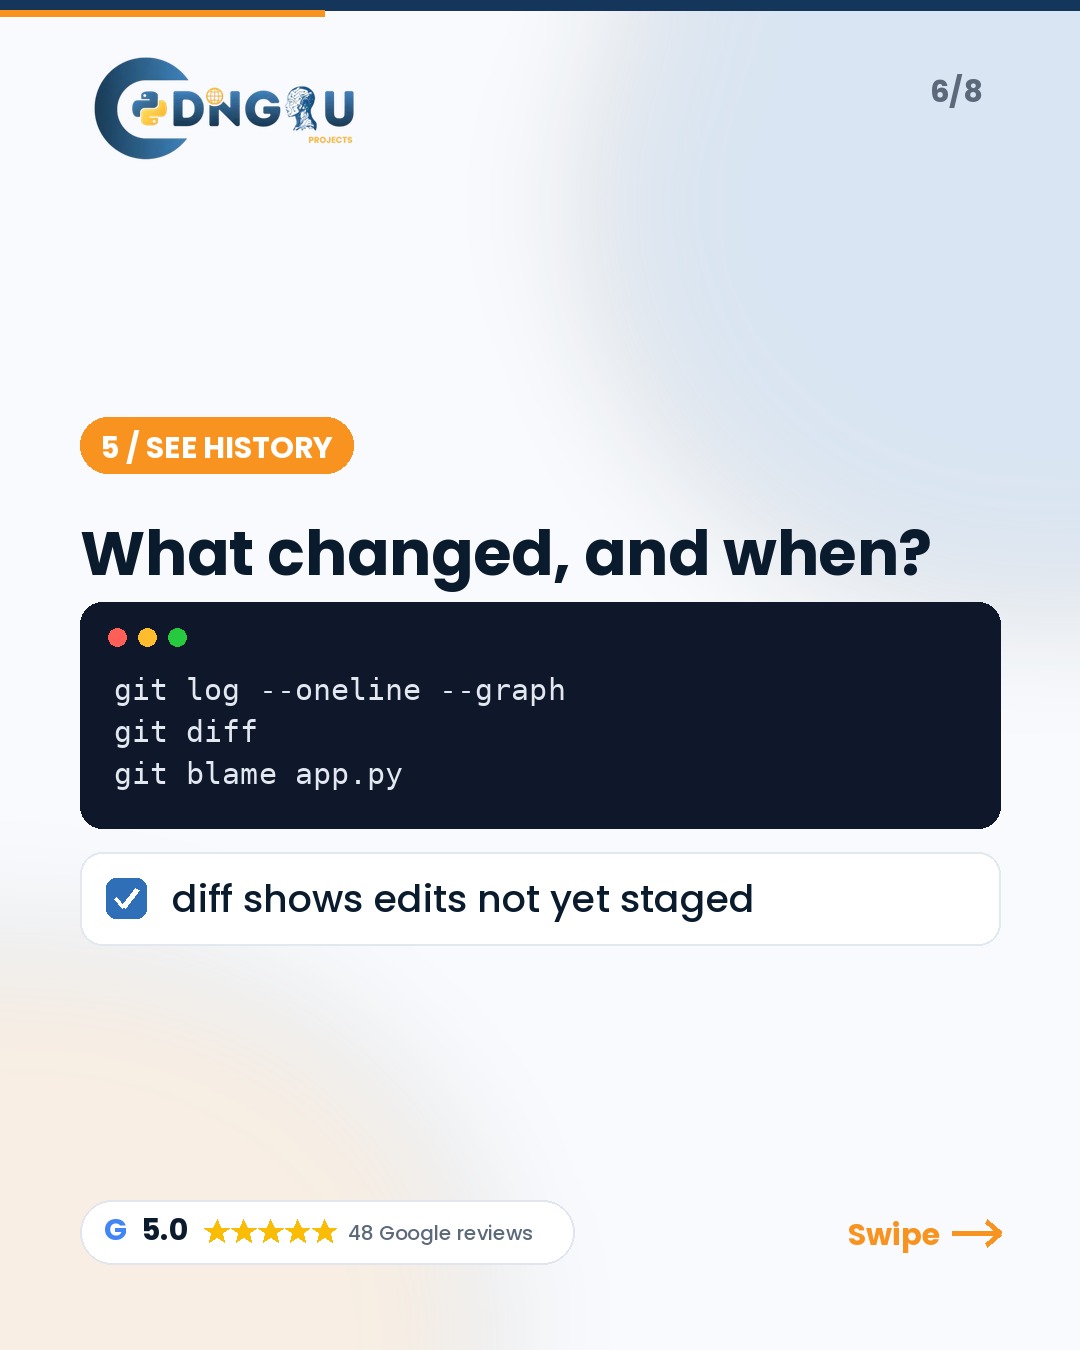 CDNGRU
PROJECTS
6/8
5 / SEE HISTORY
What changed, and when?
git log --oneline --graph
git diff
git blame app.py
diff shows edits not yet staged
G 5.0 ★★★★★ 48 Google reviews
Swipe →